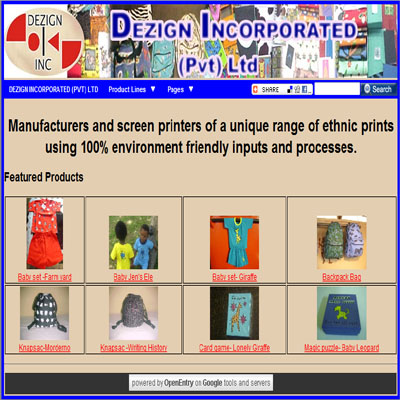 DEZIGN
INC
DEZIGN INCORPORATED
(Pvt) Ltd
DEZIGN INCORPORATED (PVT) LTD Product Lines ▼ Pages ▼ SHARE Search
Manufacturers and screen printers of a unique range of ethnic prints
using 100% environment friendly inputs and processes.
Featured Products
Baby set -Farm yard Baby Jen's Ele Baby set- Giraffe Backpack Bag
Knapsac-Mordemo Knapsac -Writing History Card game- Lonely Giraffe Magic puzzle- Baby Leopard
powered by OpenEntry on Google tools and servers